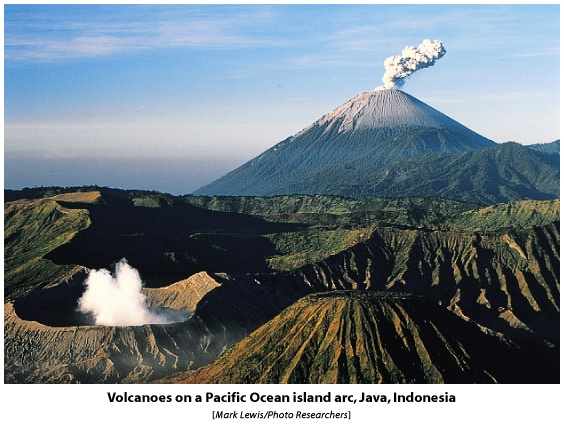 Volcanoes on a Pacific Ocean island arc, Java, Indonesia
[Mark Lewis/Photo Researchers]